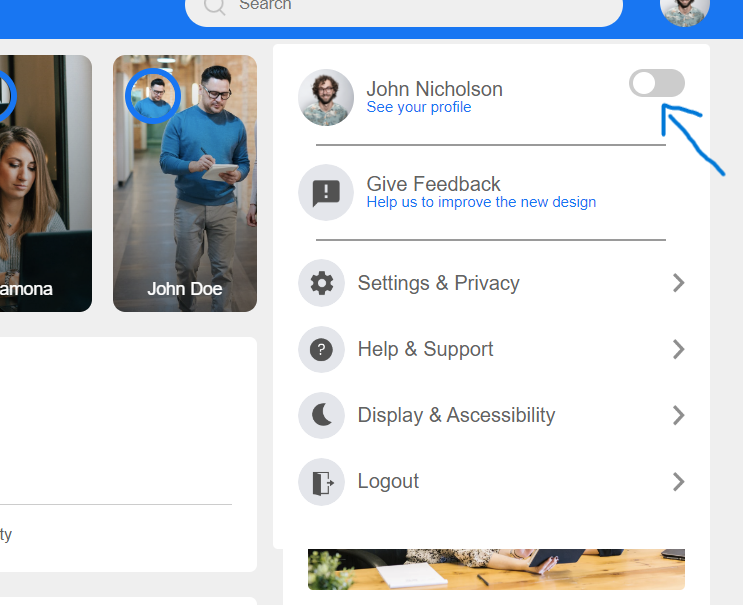 Search
John Nicholson
See your profile
Give Feedback
Help us to improve the new design
amona
John Doe
Settings & Privacy
Help & Support
Display & Ascessibility
Logout
ty